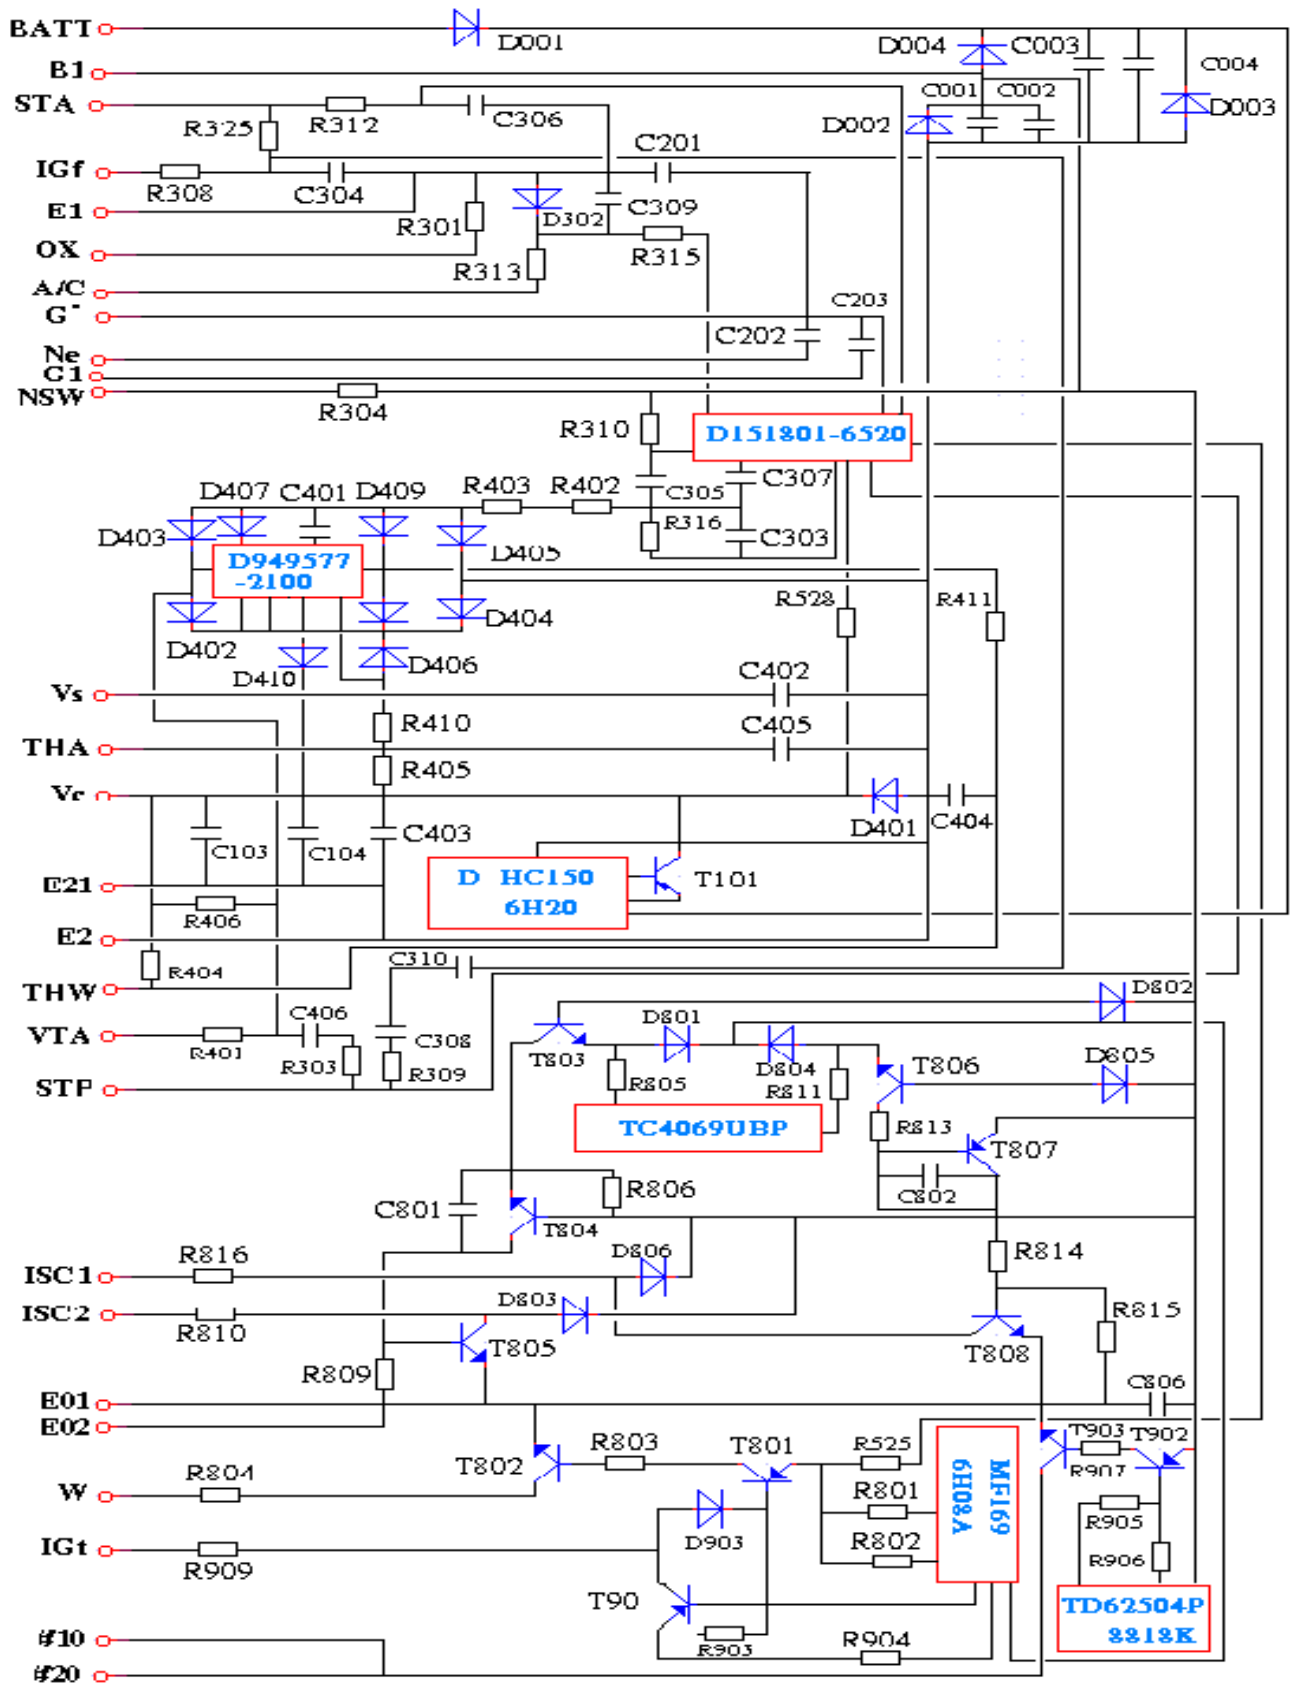 BATT
D001
D004
C003
C004
B1
D003
STA
R325
R312
C306
C001
C002
D002
C201
IGf
R308
C304
C309
E1
R301
D302
OX
R313
R315
A/C
G-
C203
C202
Ne
G1
NSW
R304
R310
D151801-6520
C307
D407
C401
D409
R403
R402
C305
R316
C303
D403
D405
D949577
-2100
R528
R411
D404
D402
D406
D410
C402
Vs
R410
C405
THA
R405
Vc
D401
C404
C103
C104
C403
D HC150
6H20
T101
E21
R406
E2
C310
R404
THW
D802
C406
D801
VTA
R401
C308
T803
D804
T806
D805
R303
R309
R805
R811
STP
TC4069UBP
R813
T807
C802
R806
C801
T804
R816
D806
R814
ISC1
D803
ISC2
R810
R815
T805
T808
R809
C806
E01
E02
R803
T801
R525
T903
T902
T802
R907
R804
R801
MF169
6H08A
W
R905
R802
IGt
D903
R906
R909
T90
TD62504P
8818K
R903
R904
#10
#20